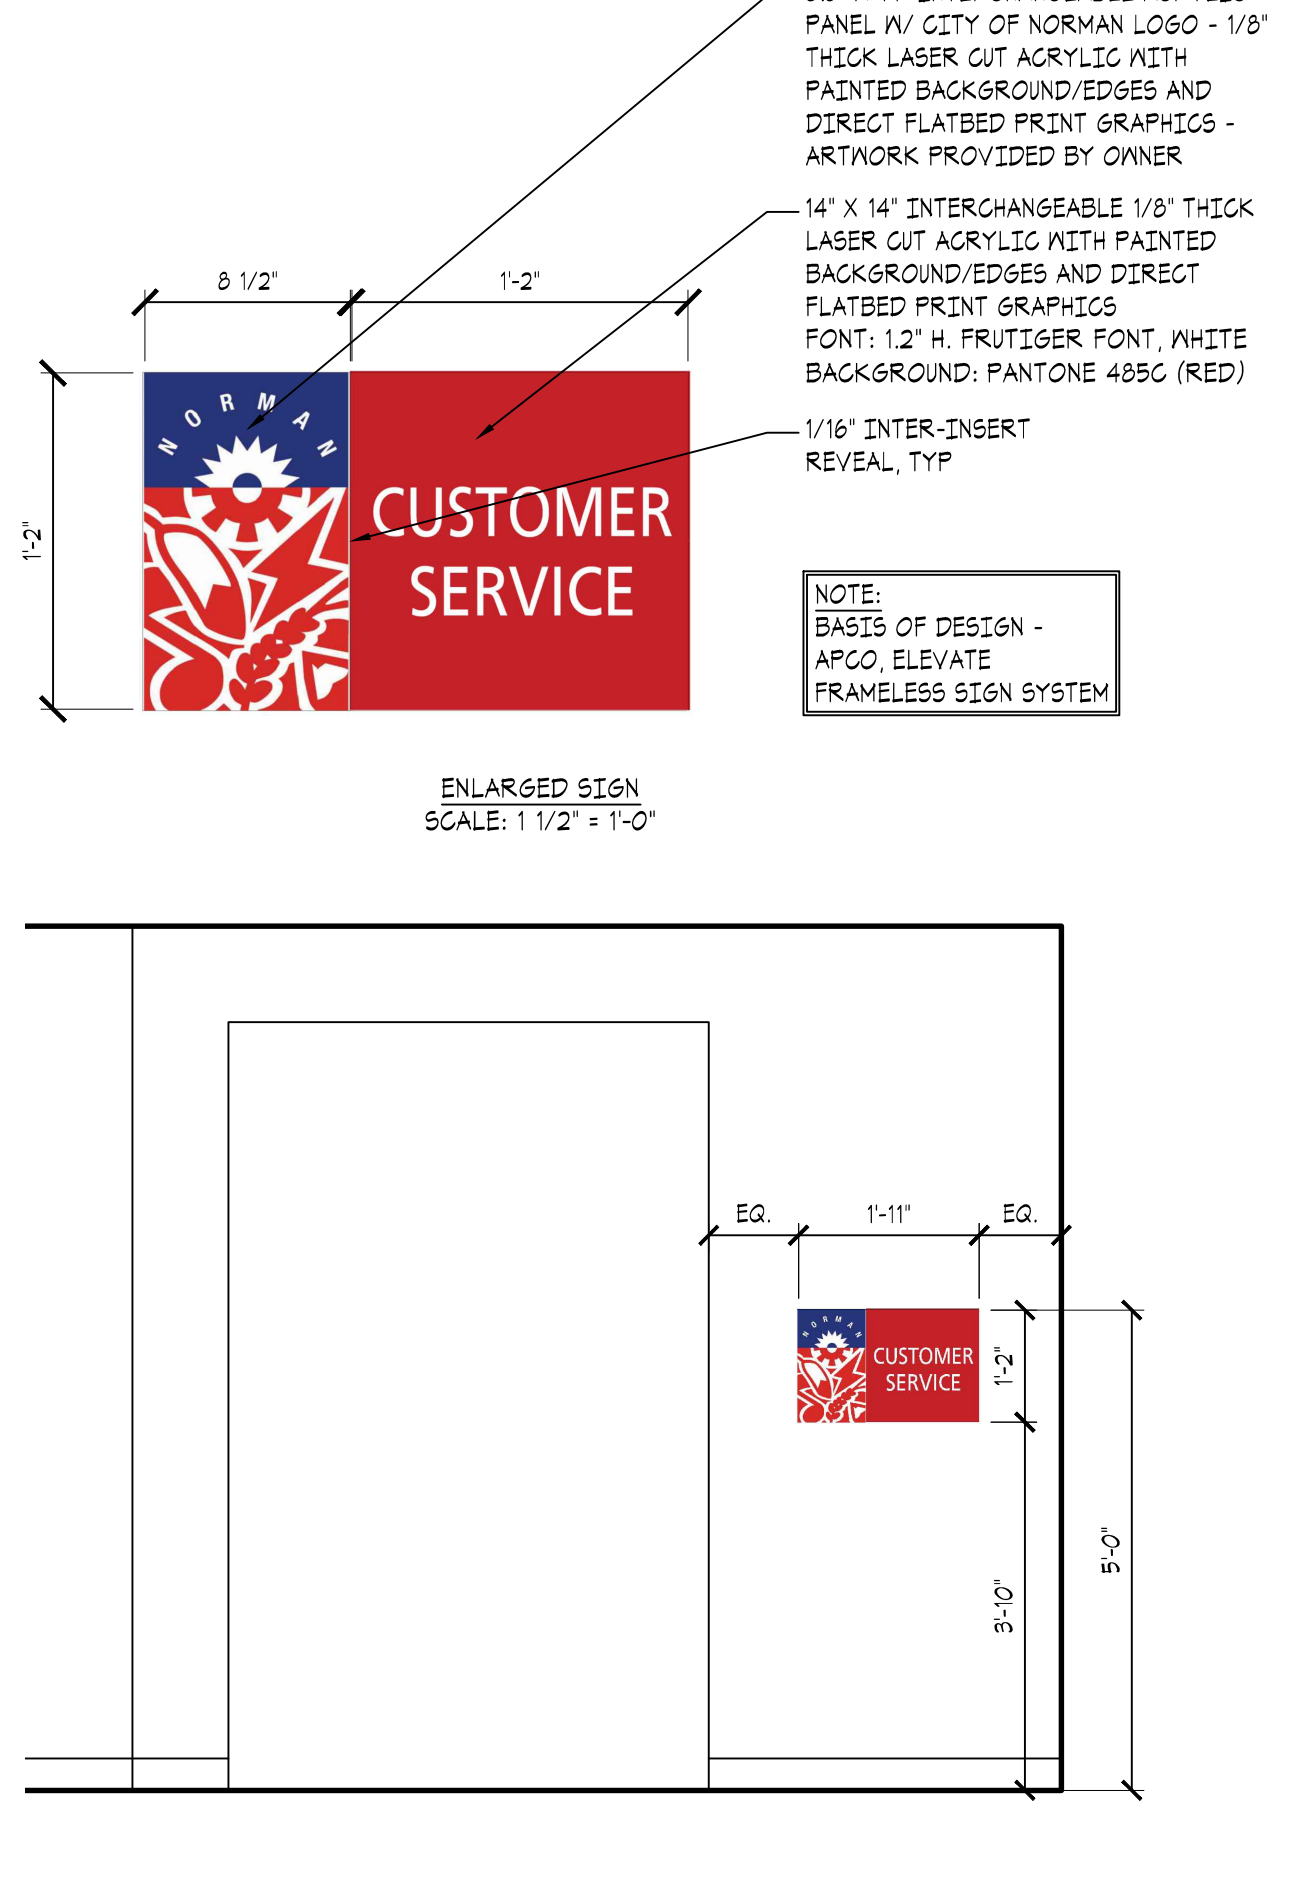 PANEL W/ CITY OF NORMAN LOGO - 1/8"
THICK LASER CUT ACRYLIC WITH
PAINTED BACKGROUND/EDGES AND
DIRECT FLATBED PRINT GRAPHICS -
ARTWORK PROVIDED BY OWNER
14" X 14" INTERCHANGEABLE 1/8" THICK
LASER CUT ACRYLIC WITH PAINTED
BACKGROUND/EDGES AND DIRECT
FLATBED PRINT GRAPHICS
FONT: 1.2" H. FRUTIGER FONT, WHITE
BACKGROUND: PANTONE 485C (RED)
1/16" INTER-INSERT
REVEAL, TYP
8 1/2"
1'-2"
1'-2"
NORMAN
CUSTOMER
SERVICE
NOTE:
BASIS OF DESIGN -
APCO, ELEVATE
FRAMELESS SIGN SYSTEM
ENLARGED SIGN
SCALE: 1 1/2" = 1'-0"
EQ.
1'-11"
EQ.
NORMAN
CUSTOMER
SERVICE
1'-2"
3'-10"
5'-0"